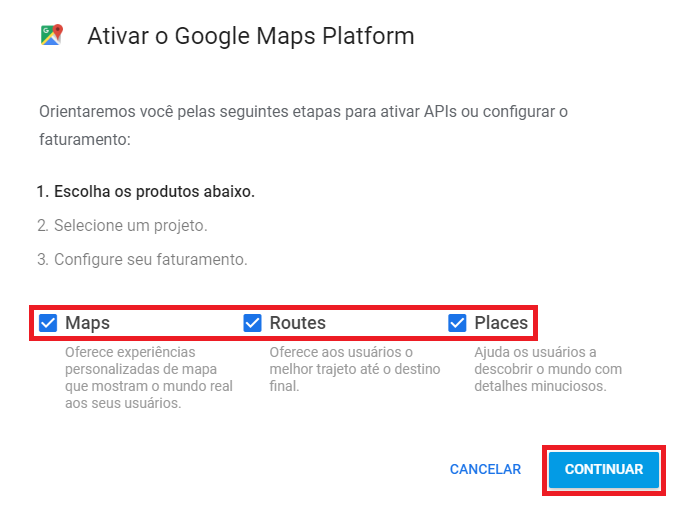 Ativar o Google Maps Platform
Orientaremos você pelas seguintes etapas para ativar APIs ou configurar o
faturamento:
1. Escolha os produtos abaixo.
2. Selecione um projeto.
3. Configure seu faturamento.
Maps
Oferece experiências
personalizadas de mapa
que mostram o mundo real
aos seus usuários.
Routes
Oferece aos usuários o
melhor trajeto até o destino
final.
Places
Ajuda os usuários a
descobrir o mundo com
detalhes minuciosos.
CANCELAR
CONTINUAR